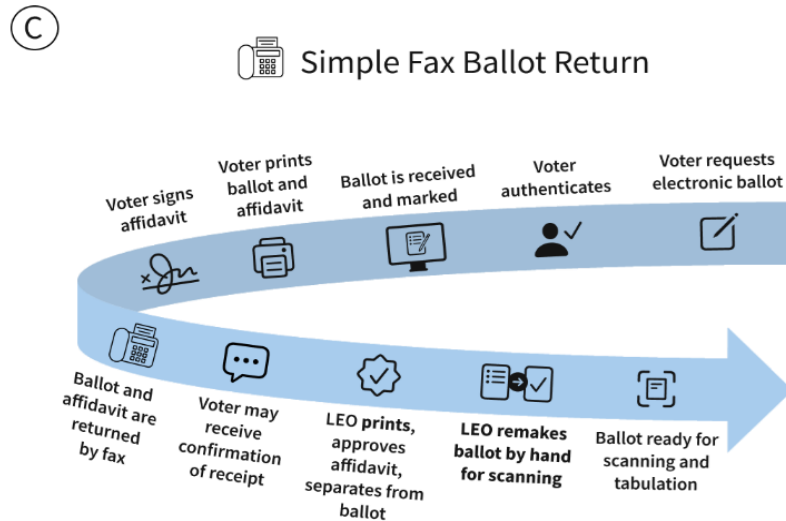 C
Simple Fax Ballot Return
Voter requests
electronic ballot
Voter
authenticates
Ballot is received
and marked
Voter prints
ballot and
affidavit
Voter signs
affidavit
Ballot and
affidavit are
returned
by fax
Voter may
receive
confirmation
of receipt
LEO prints,
approves
affidavit,
separates from
ballot
LEO remakes
ballot by hand
for scanning
Ballot ready for
scanning and
tabulation